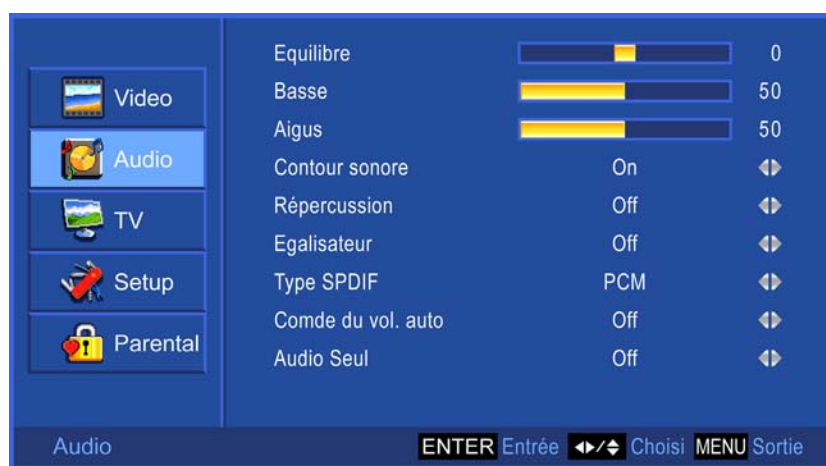 Video
Audio
TV
Setup
Parental
Equilibre 0
Basse 50
Aigus 50
Contour sonore On
Répercussion Off
Egalisateur Off
Type SPDIF PCM
Comde du vol. auto Off
Audio Seul Off
Audio ENTER Entrée / Choisi MENU Sortie